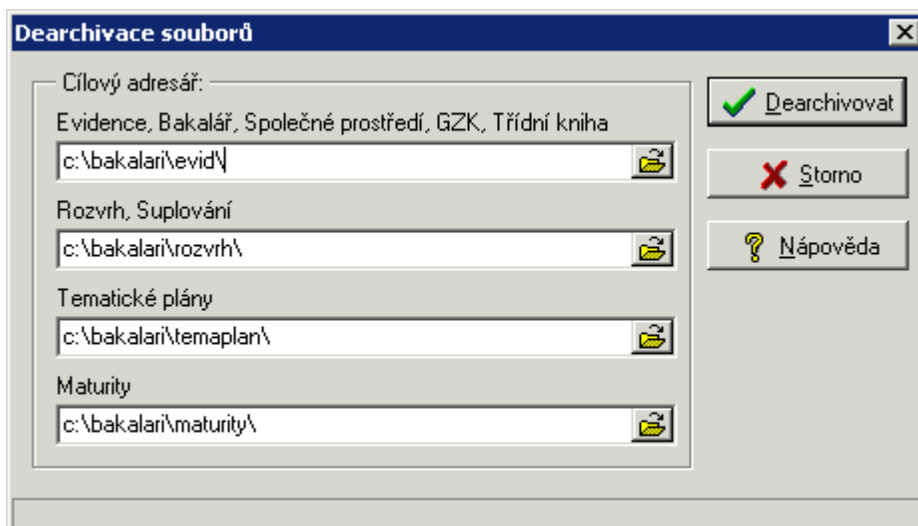 Dearchivace souborů
Cílový adresář:
Evidence, Bakalář, Společné prostředí, GZK, Třídní kniha
c:\bakalari\evid\
Rozvrh, Suplování
c:\bakalari\rozvrh\
Tematické plány
c:\bakalari\temaplan\
Maturity
c:\bakalari\maturity\
Dearchivovat
Storno
Nápověda